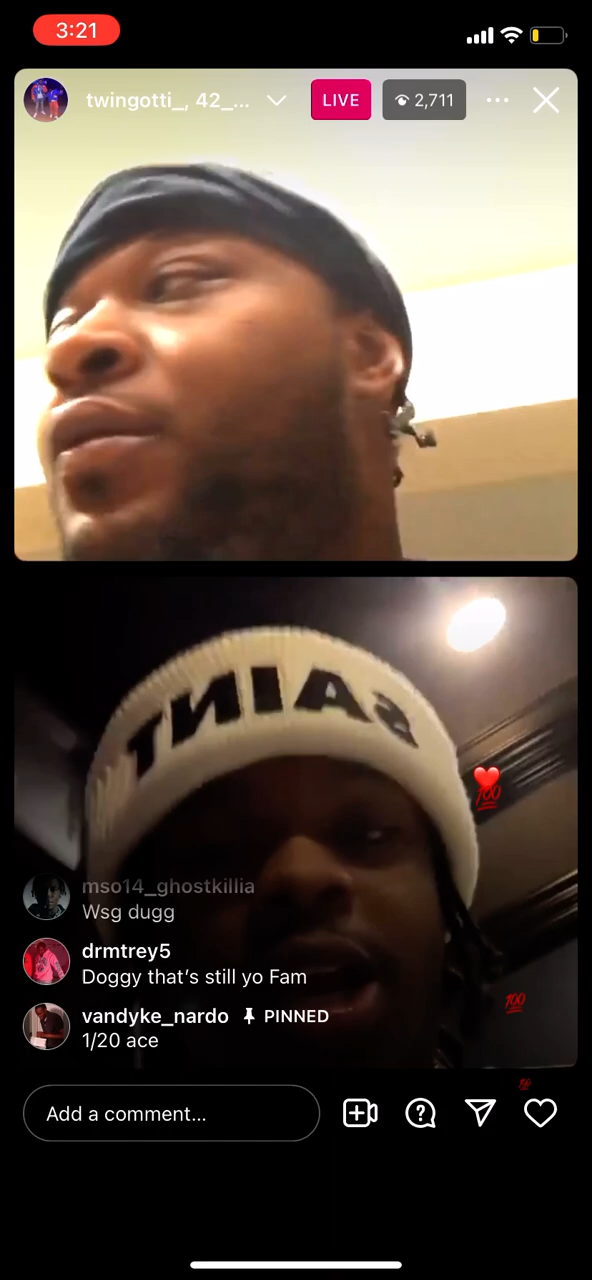 3:21
twingotti_, 42_...
LIVE
2,711
SAINT
mso14_ghostkillia
Wsg dugg
drmtrey5
Doggy that's still yo Fam
vandyke_nardo PINNED
1/20 ace
Add a comment...